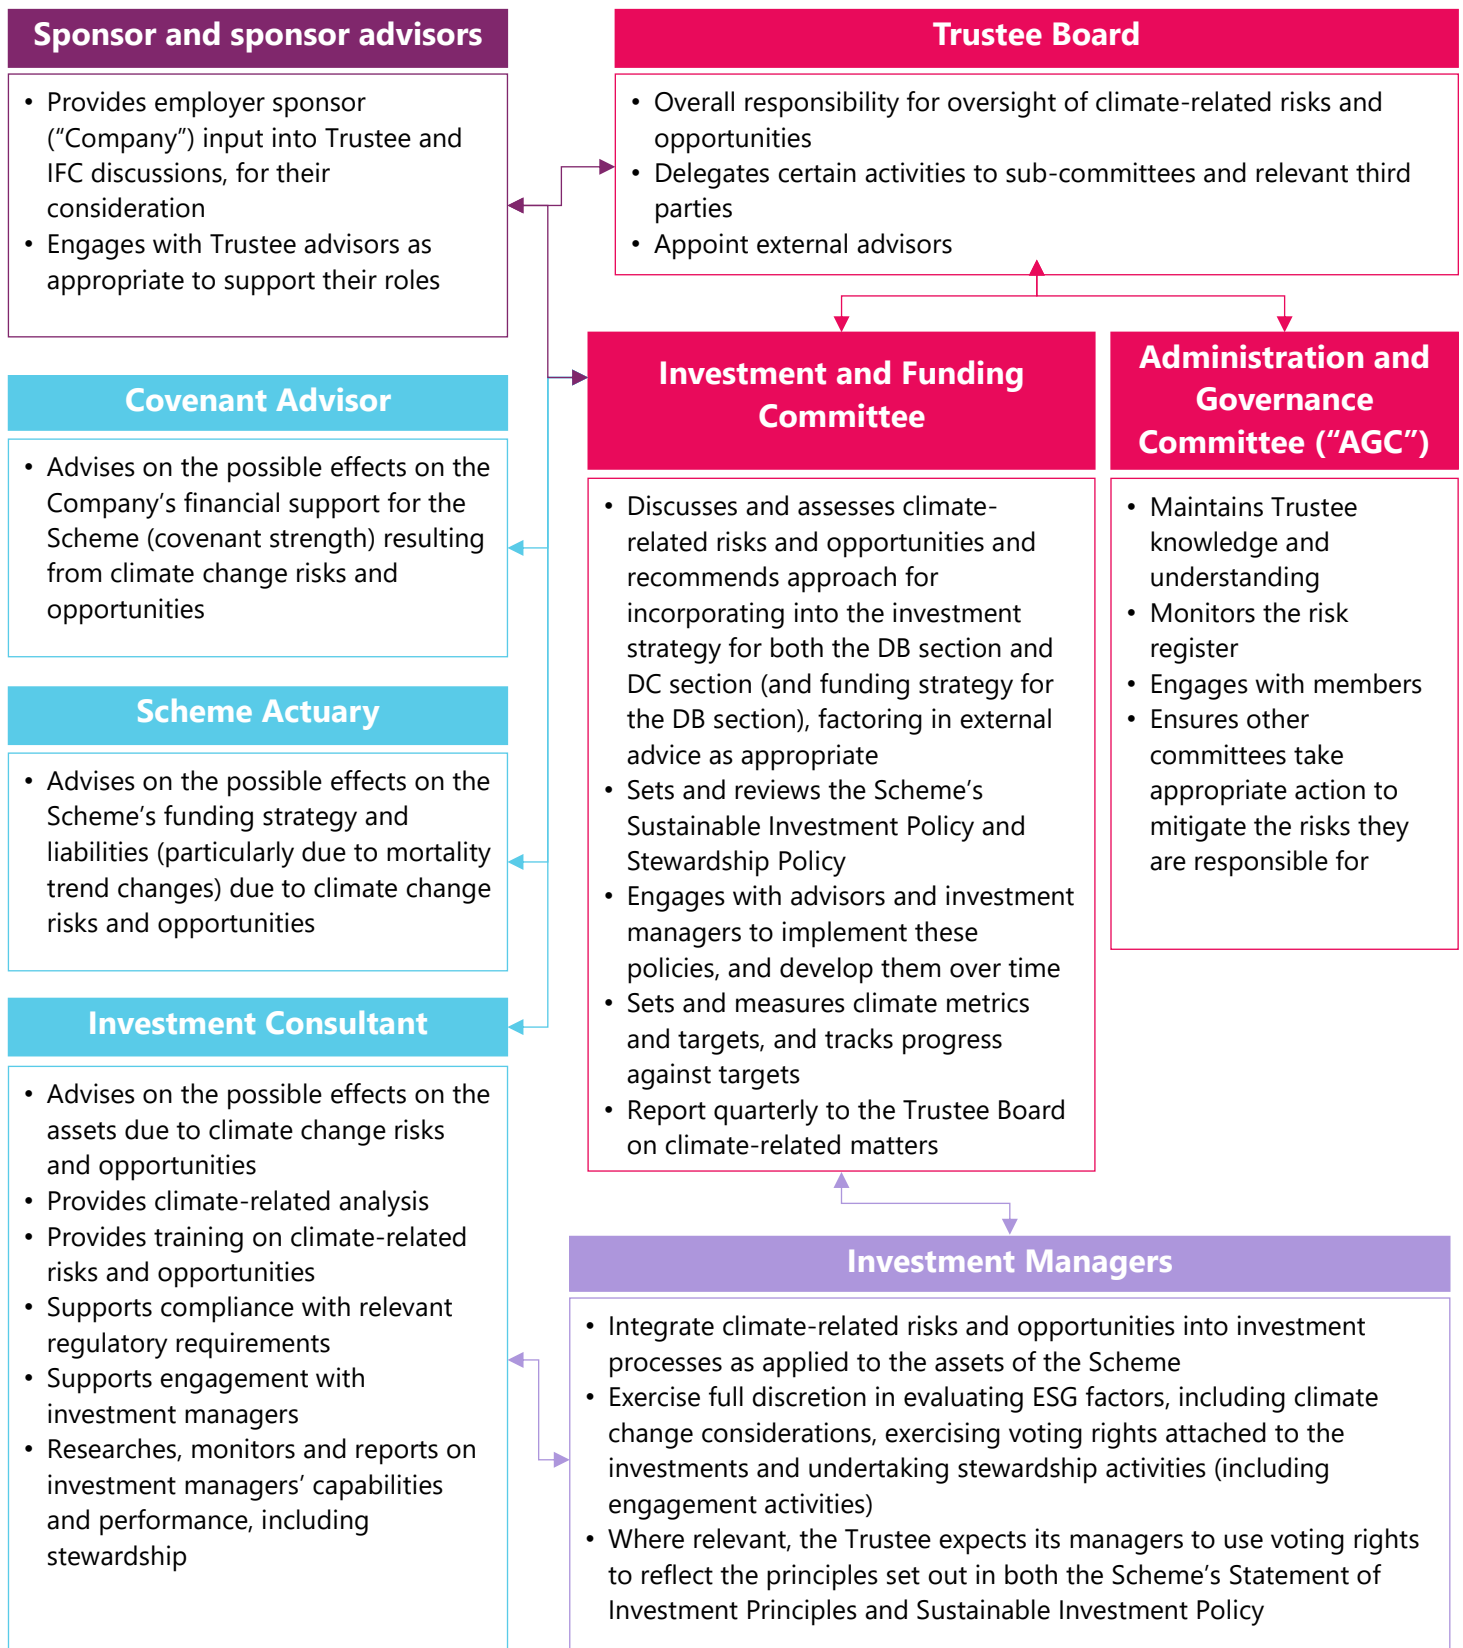 Sponsor and sponsor advisors
• Provides employer sponsor
(“Company”) input into Trustee and
IFC discussions, for their
consideration
• Engages with Trustee advisors as
appropriate to support their roles
Trustee Board
• Overall responsibility for oversight of climate-related risks and
opportunities
• Delegates certain activities to sub-committees and relevant third
parties
• Appoint external advisors
Covenant Advisor
• Advises on the possible effects on the
Company’s financial support for the
Scheme (covenant strength) resulting
from climate change risks and
opportunities
Scheme Actuary
• Advises on the possible effects on the
Scheme’s funding strategy and
liabilities (particularly due to mortality
trend changes) due to climate change
risks and opportunities
Investment Consultant
• Advises on the possible effects on the
assets due to climate change risks
and opportunities
• Provides climate-related analysis
• Provides training on climate-related
risks and opportunities
• Supports compliance with relevant
regulatory requirements
• Supports engagement with
investment managers
• Researches, monitors and reports on
investment managers’ capabilities
and performance, including
stewardship
Investment and Funding
Committee
• Discusses and assesses climate-
related risks and opportunities and
recommends approach for
incorporating into the investment
strategy for both the DB section and
DC section (and funding strategy for
the DB section), factoring in external
advice as appropriate
• Sets and reviews the Scheme’s
Sustainable Investment Policy and
Stewardship Policy
• Engages with advisors and investment
managers to implement these
policies, and develop them over time
• Sets and measures climate metrics
and targets, and tracks progress
against targets
• Report quarterly to the Trustee Board
on climate-related matters
Administration and
Governance
Committee (“AGC”)
• Maintains Trustee
knowledge and
understanding
• Monitors the risk
register
• Engages with members
• Ensures other
committees take
appropriate action to
mitigate the risks they
are responsible for
Investment Managers
• Integrate climate-related risks and opportunities into investment
processes as applied to the assets of the Scheme
• Exercise full discretion in evaluating ESG factors, including climate
change considerations, exercising voting rights attached to the
investments and undertaking stewardship activities (including
engagement activities)
• Where relevant, the Trustee expects its managers to use voting rights
to reflect the principles set out in both the Scheme’s Statement of
Investment Principles and Sustainable Investment Policy